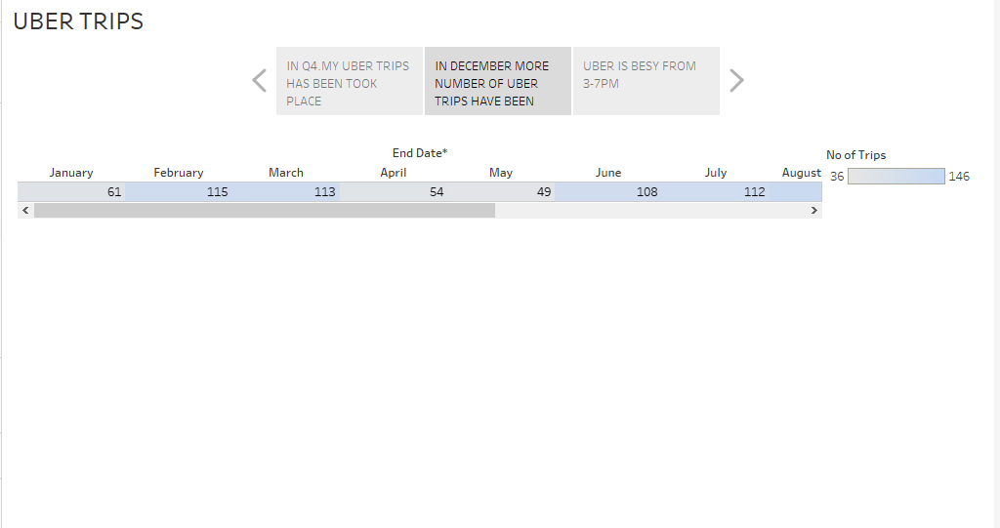 UBER TRIPS
IN Q4.MY UBER TRIPS
HAS BEEN TOOK
PLACE
IN DECEMBER MORE
NUMBER OF UBER
TRIPS HAVE BEEN
UBER IS BESY FROM
3-7PM
End Date*
January February March April May June July August
61 115 113 54 49 108 112
No of Trips
36 146